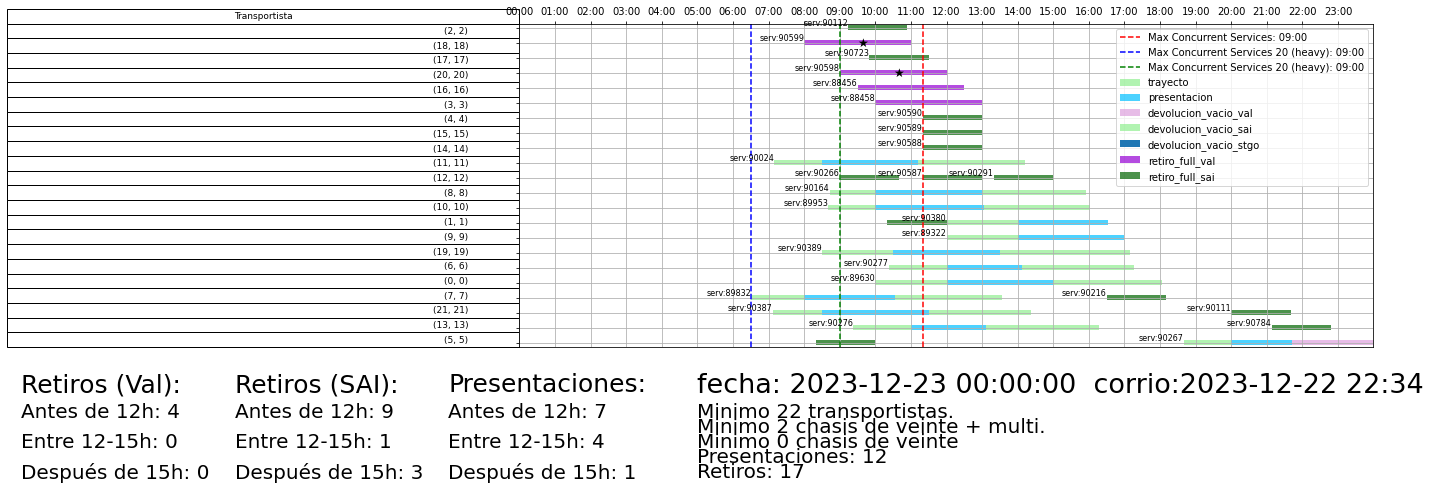 00:00 01:00 02:00 03:00 04:00 05:00 06:00 07:00 08:00 09:00 10:00 11:00 12:00 13:00 14:00 15:00 16:00 17:00 18:00 19:00 20:00 21:00 22:00 23:00
Transportista
(2, 2) serv:90112
(18, 18) serv:90599
(17, 17) serv:90723
(20, 20) serv:90598
(16, 16) serv:88456
(3, 3) serv:88458
(4, 4) serv:90590
(15, 15) serv:90589
(14, 14) serv:90588
(11, 11) serv:90024
(12, 12) serv:90266 serv:90587 serv:90291
(8, 8) serv:90164
(10, 10) serv:89953
(1, 1) serv:90380
(9, 9) serv:89322
(19, 19) serv:90389
(6, 6) serv:90277
(0, 0) serv:89630
(7, 7) serv:89832 serv:90216
(21, 21) serv:90387 serv:90111
(13, 13) serv:90276 serv:90784
(5, 5) serv:90267
Max Concurrent Services: 09:00
Max Concurrent Services 20 (heavy): 09:00
Max Concurrent Services 20 (heavy): 09:00
trayecto
presentacion
devolucion_vacio_val
devolucion_vacio_sai
devolucion_vacio_stgo
retiro_full_val
retiro_full_sai
Retiros (Val):
Antes de 12h: 4
Entre 12-15h: 0
Después de 15h: 0
Retiros (SAI):
Antes de 12h: 9
Entre 12-15h: 1
Después de 15h: 3
Presentaciones:
Antes de 12h: 7
Entre 12-15h: 4
Después de 15h: 1
fecha: 2023-12-23 00:00:00 corrio:2023-12-22 22:34
Minimo 22 transportistas.
Minimo 2 chasis de veinte + multi.
Minimo 0 chasis de veinte
Presentaciones: 12
Retiros: 17